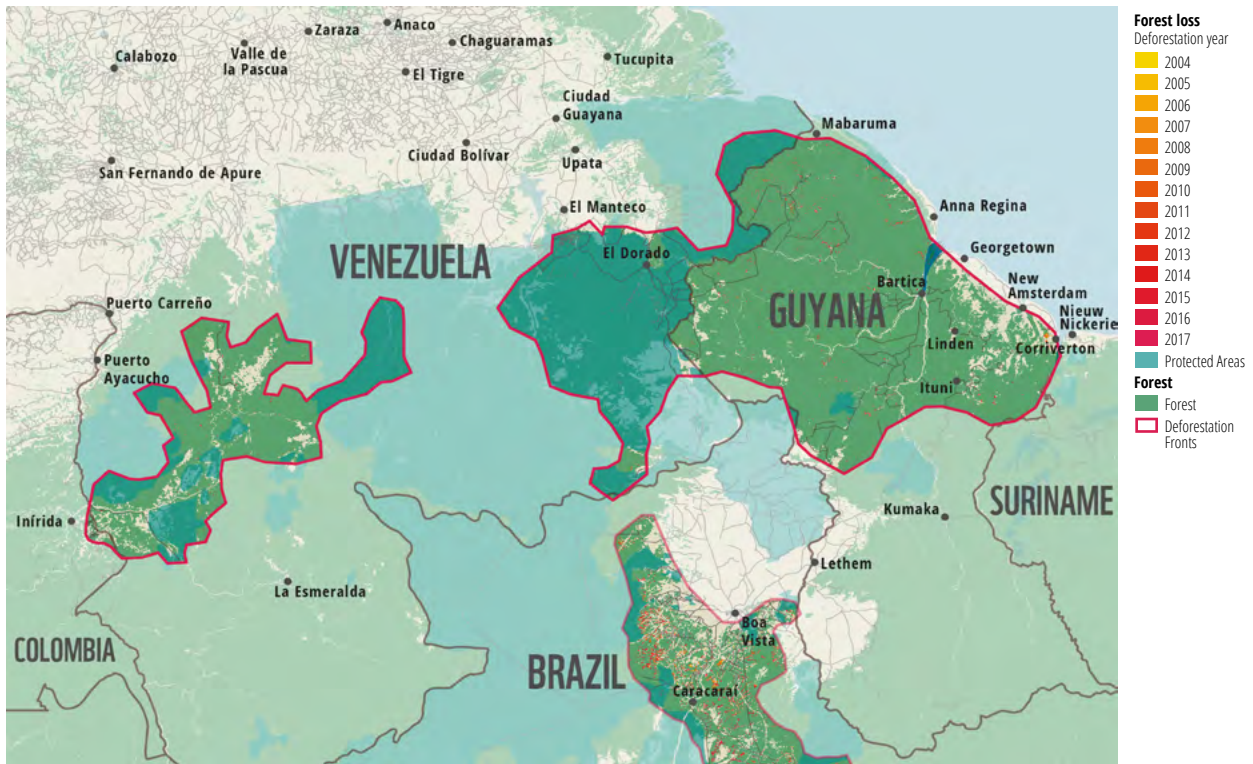 Zaraza
Anaco
Chaguaramas
Calabozo
Valle de
la Pascua
El Tigre
Tucupita
Ciudad
Guayana
Mabaruma
San Fernando de Apure
Ciudad Bolívar
Upata
El Manteco
Anna Regina
VENEZUELA
El Dorado
Georgetown
Bartica
New
Amsterdam
GUYANA
Nieuw
Nickerie
Puerto Carreño
Linden
Corriverton
Puerto
Ayacucho
Ituni
SURINAME
Inírida
Kumaka
Lethem
La Esmeralda
Boa
Vista
COLOMBIA
BRAZIL
Caracaraí
Forest loss
Deforestation year
2004
2005
2006
2007
2008
2009
2010
2011
2012
2013
2014
2015
2016
2017
Protected Areas
Forest
Forest
Deforestation
Fronts